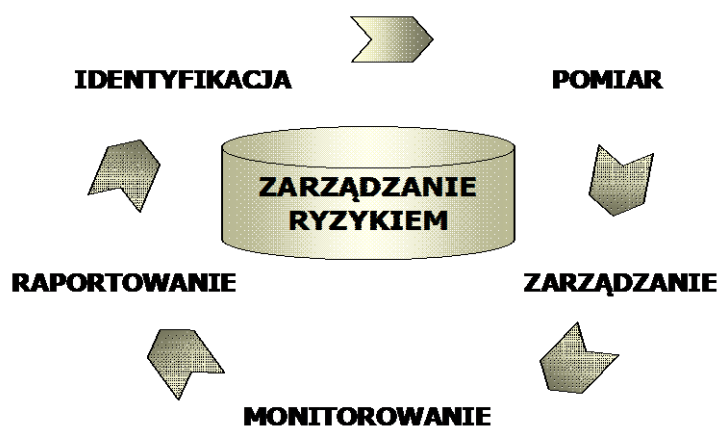 IDENTYFIKACJA
POMIAR
ZARZĄDZANIE
RYZYKIEM
RAPORTOWANIE
ZARZĄDZANIE
MONITOROWANIE